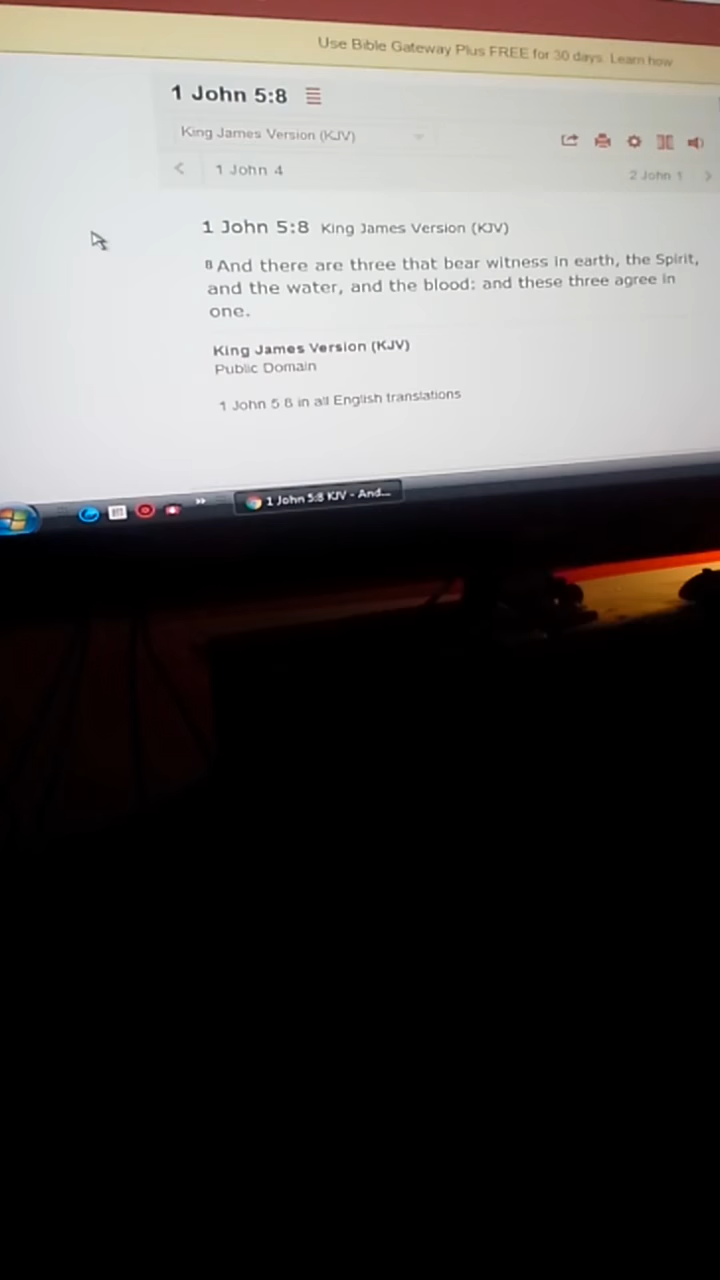 Use Bible Gateway Plus FREE for 30 days. Learn how
1 John 5:8
King James Version (KJV)
1 John 4
2 John 1
1 John 5:8 King James Version (KJV)
8 And there are three that bear witness in earth, the Spirit,
and the water, and the blood: and these three agree in
one.
King James Version (KJV)
Public Domain
1 John 5 8 in all English translations
1 John 5:8 KJV - And...